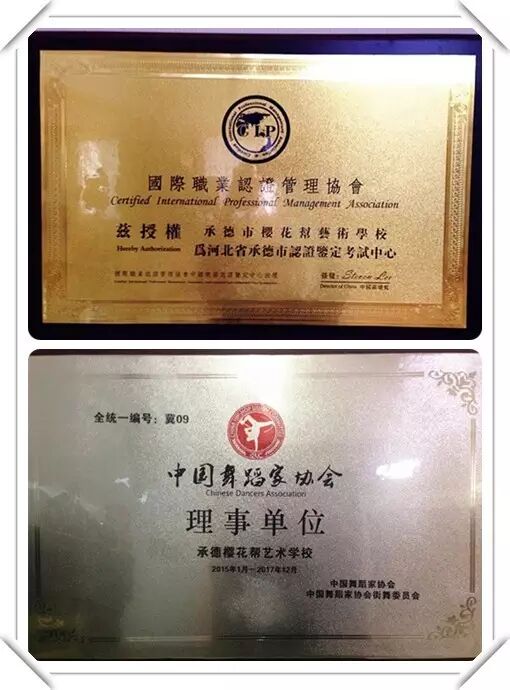 CIP
國際職業認證管理協會
Certified International Professional Management Association
茲授權 承德市櫻花幫藝術學校
Hereby Authorization
為河北省承德市認證鑒定考試中心
Director of China
全统一编号：冀09
中国舞蹈家协会
Chinese Dancers Association
理事单位
承德樱花帮艺术学校
2015年1月一2017年12月
中国舞蹈家协会
中国舞蹈家协会街舞委员会